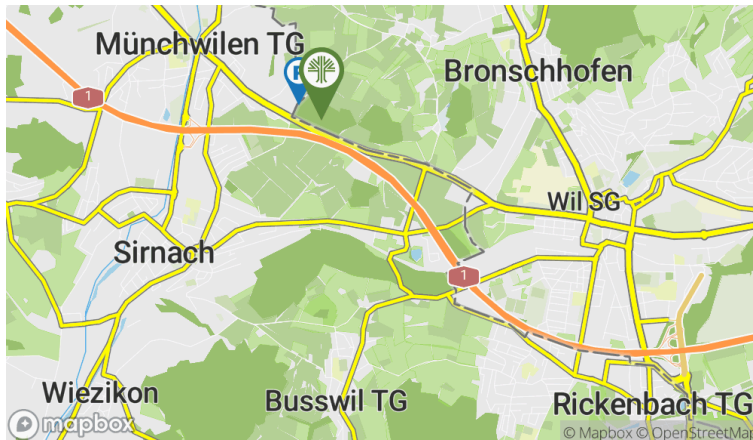 Münchwilen TG
P
Bronschhofen
1
Wil SG
Sirnach
1
Wiezikon
Busswil TG
Rickenbach TG
mapbox
© Mapbox © OpenStreetMap